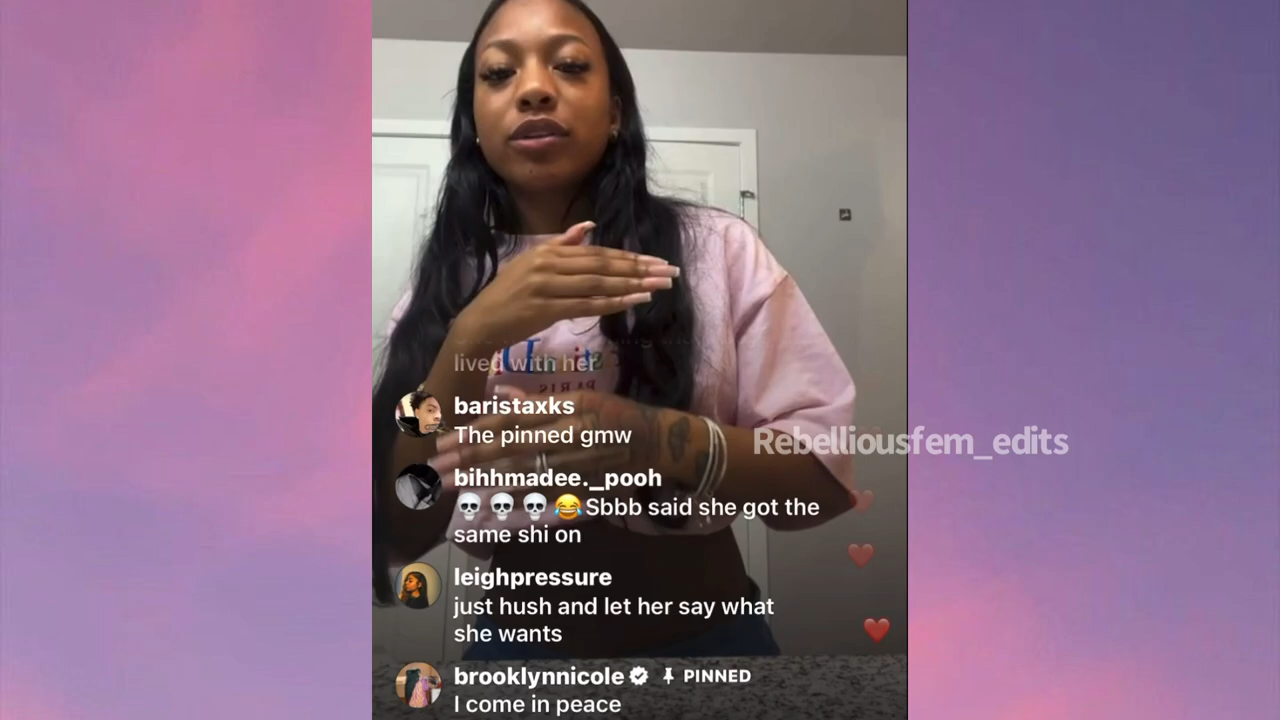 lived with her
baristaxks
The pinned gmw
bihhmadee._pooh
💀💀💀😂Sbbb said she got the
same shi on
leighpressure
just hush and let her say what
she wants
brooklynnicole PINNED
I come in peace
Rebelliousfem_edits